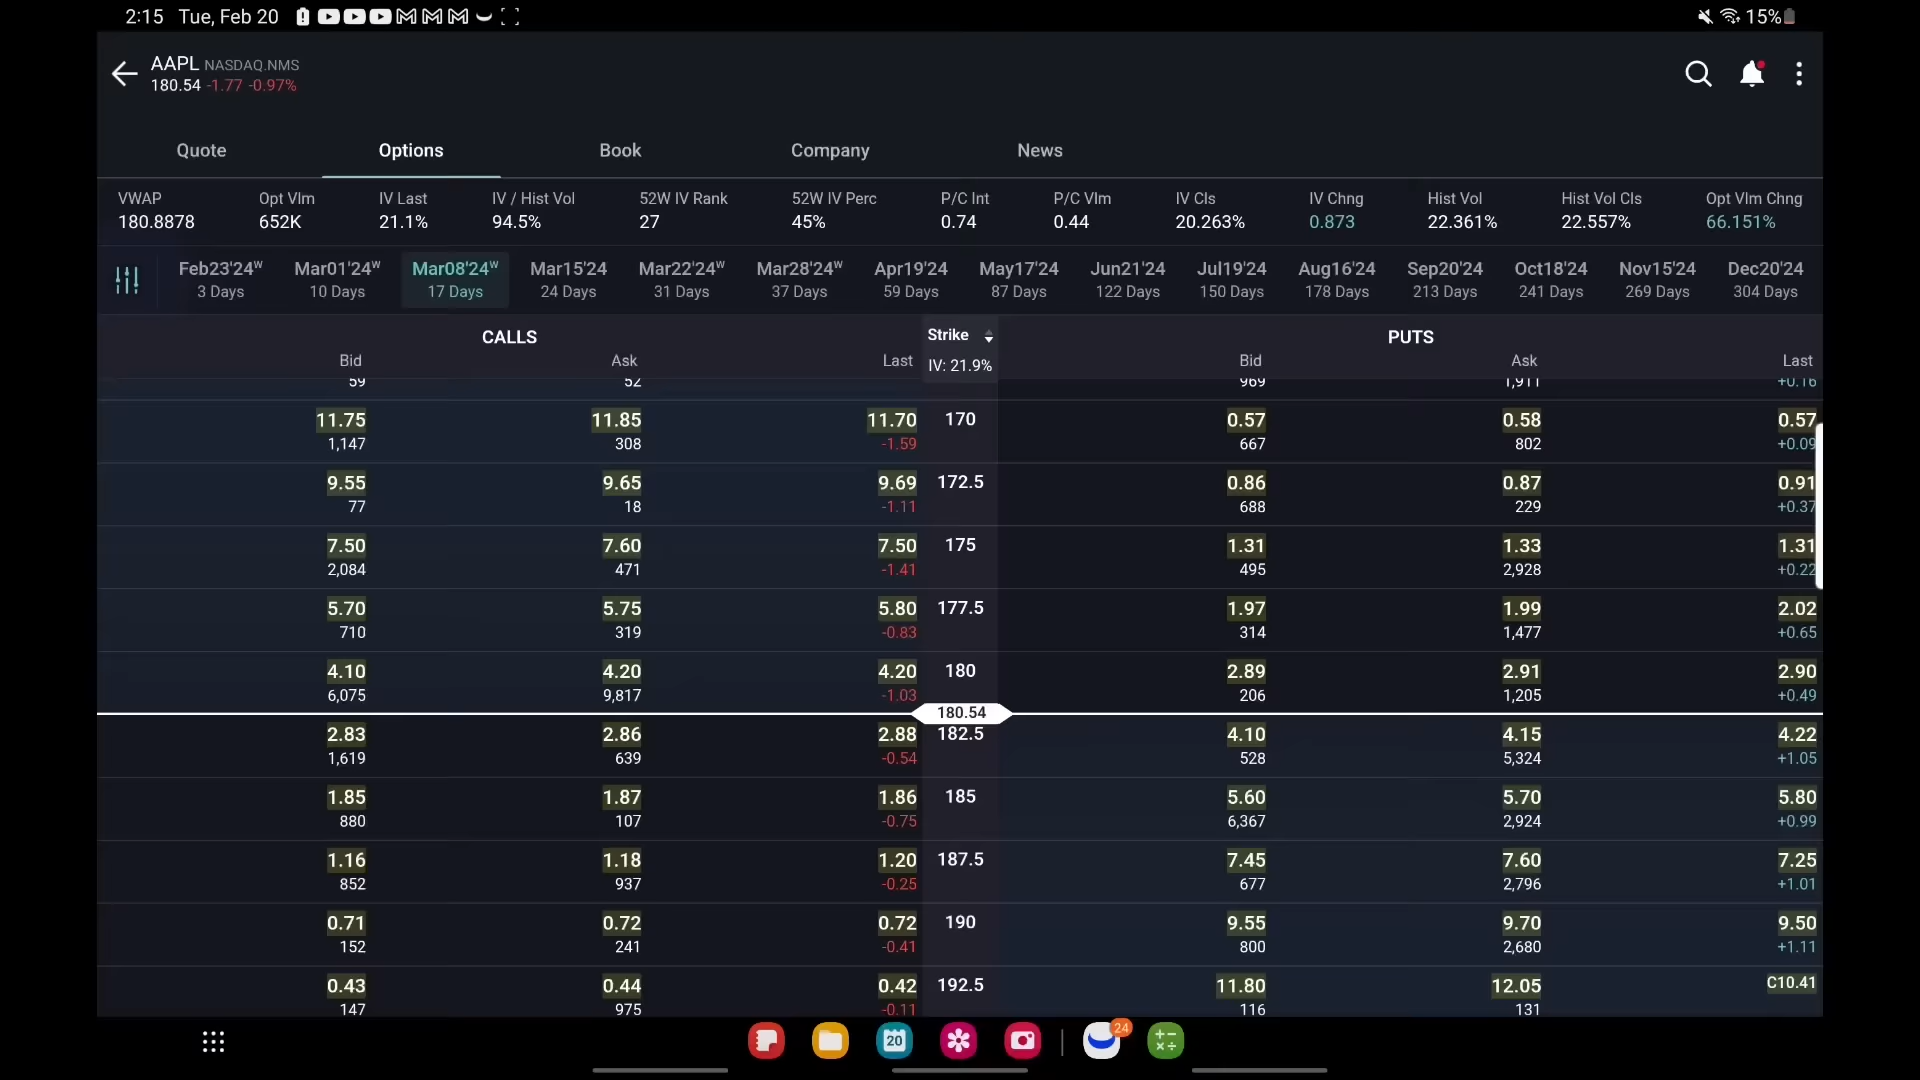 2:15 Tue, Feb 20 15%
AAPL NASDAQ.NMS
180.54 -1.77 -0.97%
Quote Options Book Company News
VWAP Opt Vlm IV Last IV / Hist Vol 52W IV Rank 52W IV Perc P/C Int P/C Vlm IV Cls IV Chng Hist Vol Hist Vol Cls Opt Vlm Chng
180.8878 652K 21.1% 94.5% 27 45% 0.74 0.44 20.263% 0.873 22.361% 22.557% 66.151%
Feb23'24W Mar01'24W Mar08'24W Mar15'24 Mar22'24W Mar28'24W Apr19'24 May17'24 Jun21'24 Jul19'24 Aug16'24 Sep20'24 Oct18'24 Nov15'24 Dec20'24
3 Days 10 Days 17 Days 24 Days 31 Days 37 Days 59 Days 87 Days 122 Days 150 Days 178 Days 213 Days 241 Days 269 Days 304 Days
CALLS Strike PUTS
Bid Ask Last IV: 21.9% Bid Ask Last
59 52 969 1,911 +0.16
11.75 11.85 11.70 170 0.57 0.58 0.57
1,147 308 -1.59 667 802 +0.09
9.55 9.65 9.69 172.5 0.86 0.87 0.91
77 18 -1.11 688 229 +0.37
7.50 7.60 7.50 175 1.31 1.33 1.31
2,084 471 -1.41 495 2,928 +0.22
5.70 5.75 5.80 177.5 1.97 1.99 2.02
710 319 -0.83 314 1,477 +0.65
4.10 4.20 4.20 180 2.89 2.91 2.90
6,075 9,817 -1.03 206 1,205 +0.49
180.54
2.83 2.86 2.88 182.5 4.10 4.15 4.22
1,619 639 -0.54 528 5,324 +1.05
1.85 1.87 1.86 185 5.60 5.70 5.80
880 107 -0.75 6,367 2,924 +0.99
1.16 1.18 1.20 187.5 7.45 7.60 7.25
852 937 -0.25 677 2,796 +1.01
0.71 0.72 0.72 190 9.55 9.70 9.50
152 241 -0.41 800 2,680 +1.11
0.43 0.44 0.42 192.5 11.80 12.05 C10.41
147 975 -0.11 116 131
20 24